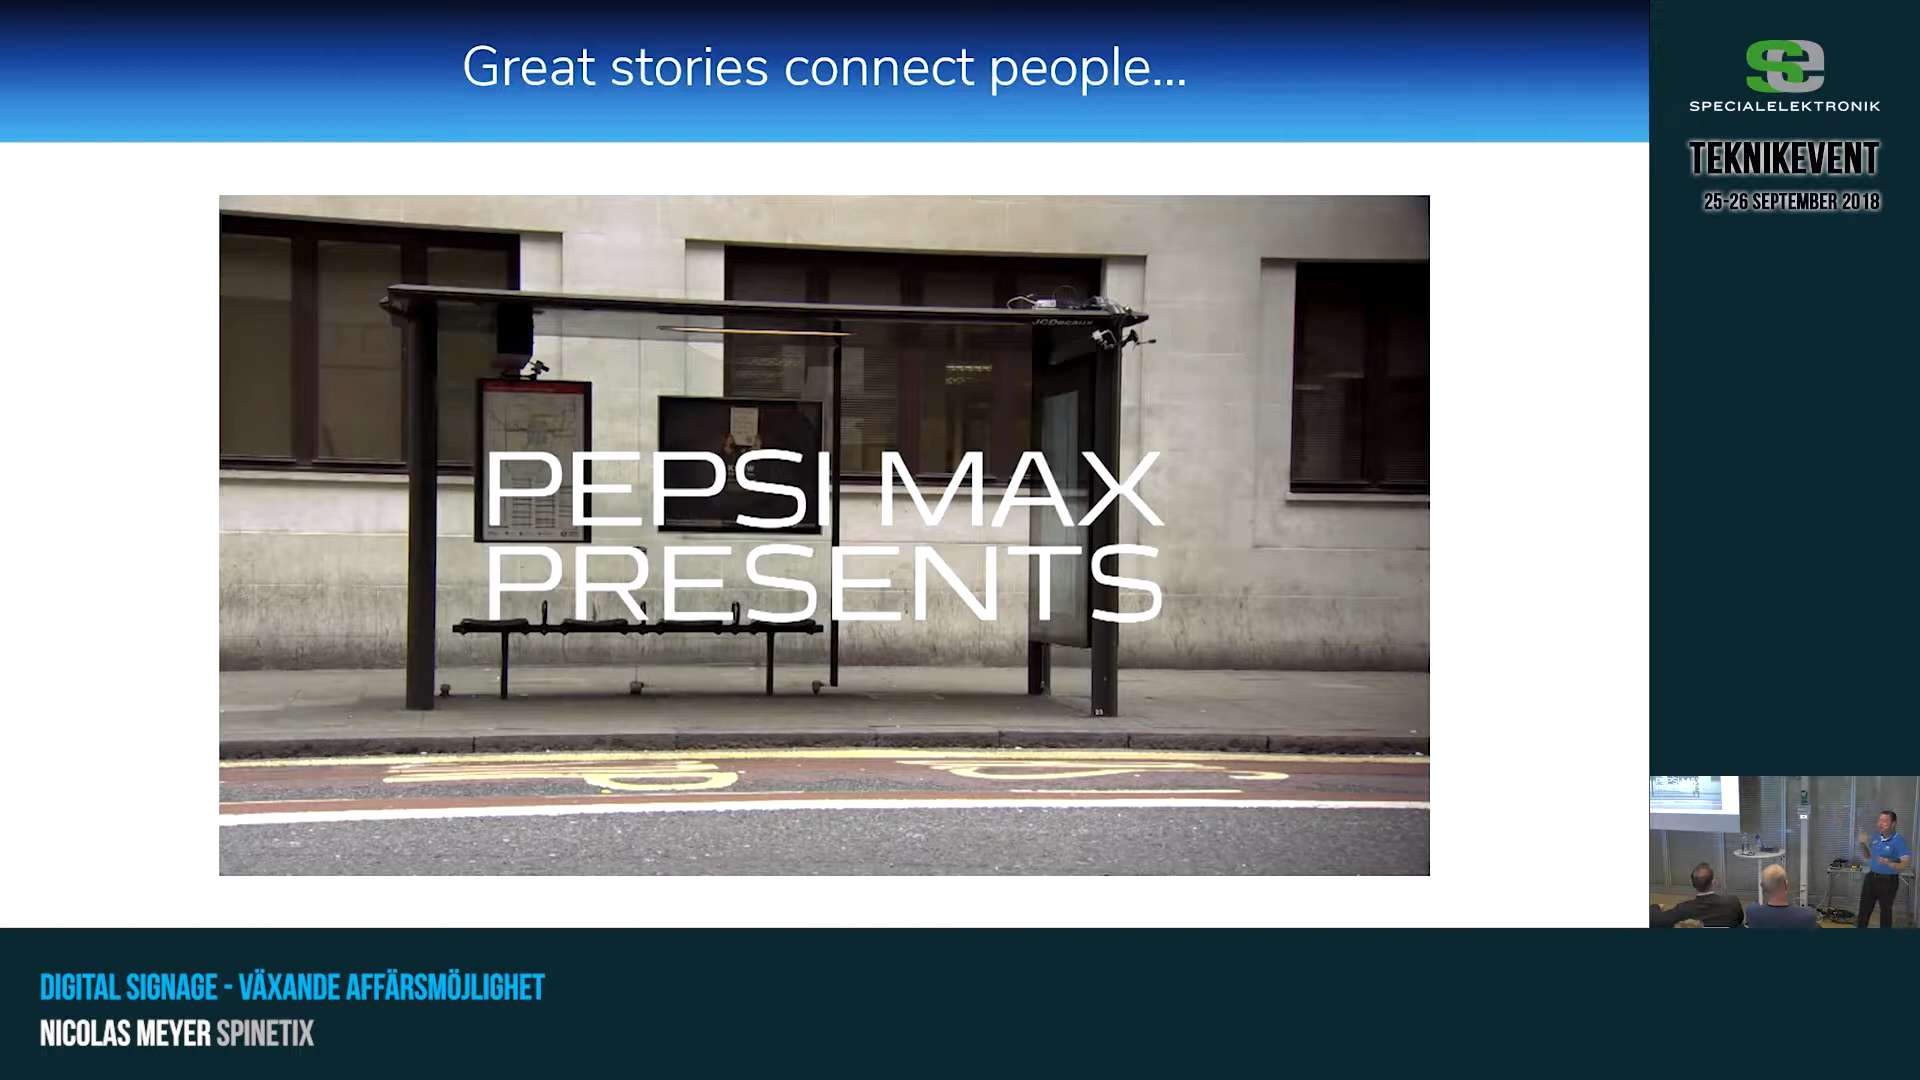 Great stories connect people...
SPECIALELEKTRONIK
TEKNIKEVENT
25-26 SEPTEMBER 2018
JCDecaux
PEPSI MAX
PRESENTS
DIGITAL SIGNAGE - VÄXANDE AFFÄRSMÖJLIGHET
NICOLAS MEYER SPINETIX